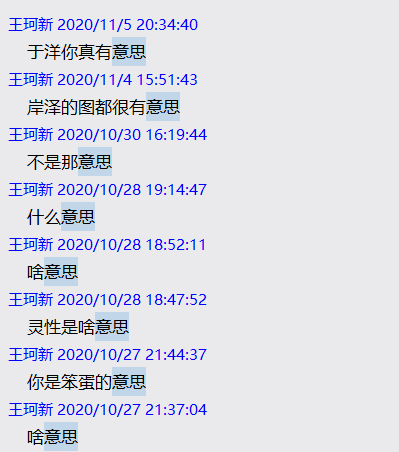 王珂新 2020/11/5 20:34:40
于洋你真有意思
王珂新 2020/11/4 15:51:43
岸泽的图都很有意思
王珂新 2020/10/30 16:19:44
不是那意思
王珂新 2020/10/28 19:14:47
什么意思
王珂新 2020/10/28 18:52:11
啥意思
王珂新 2020/10/28 18:47:52
灵性是啥意思
王珂新 2020/10/27 21:44:37
你是笨蛋的意思
王珂新 2020/10/27 21:37:04
啥意思